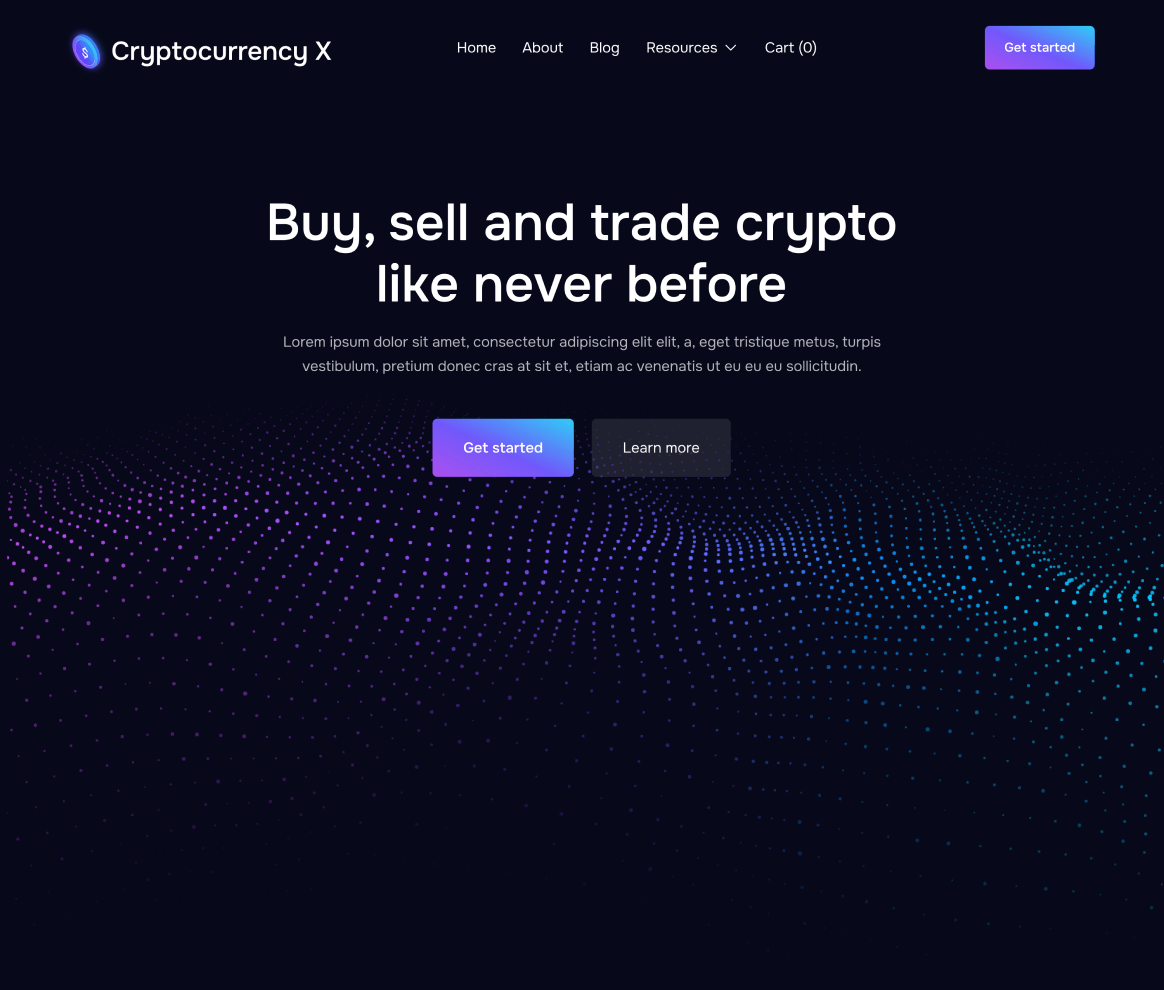 Cryptocurrency X
Home About Blog Resources Cart (0)
Get started
Buy, sell and trade crypto
like never before
Lorem ipsum dolor sit amet, consectetur adipiscing elit elit, a, eget tristique metus, turpis
vestibulum, pretium donec cras at sit et, etiam ac venenatis ut eu eu eu sollicitudin.
Get started
Learn more